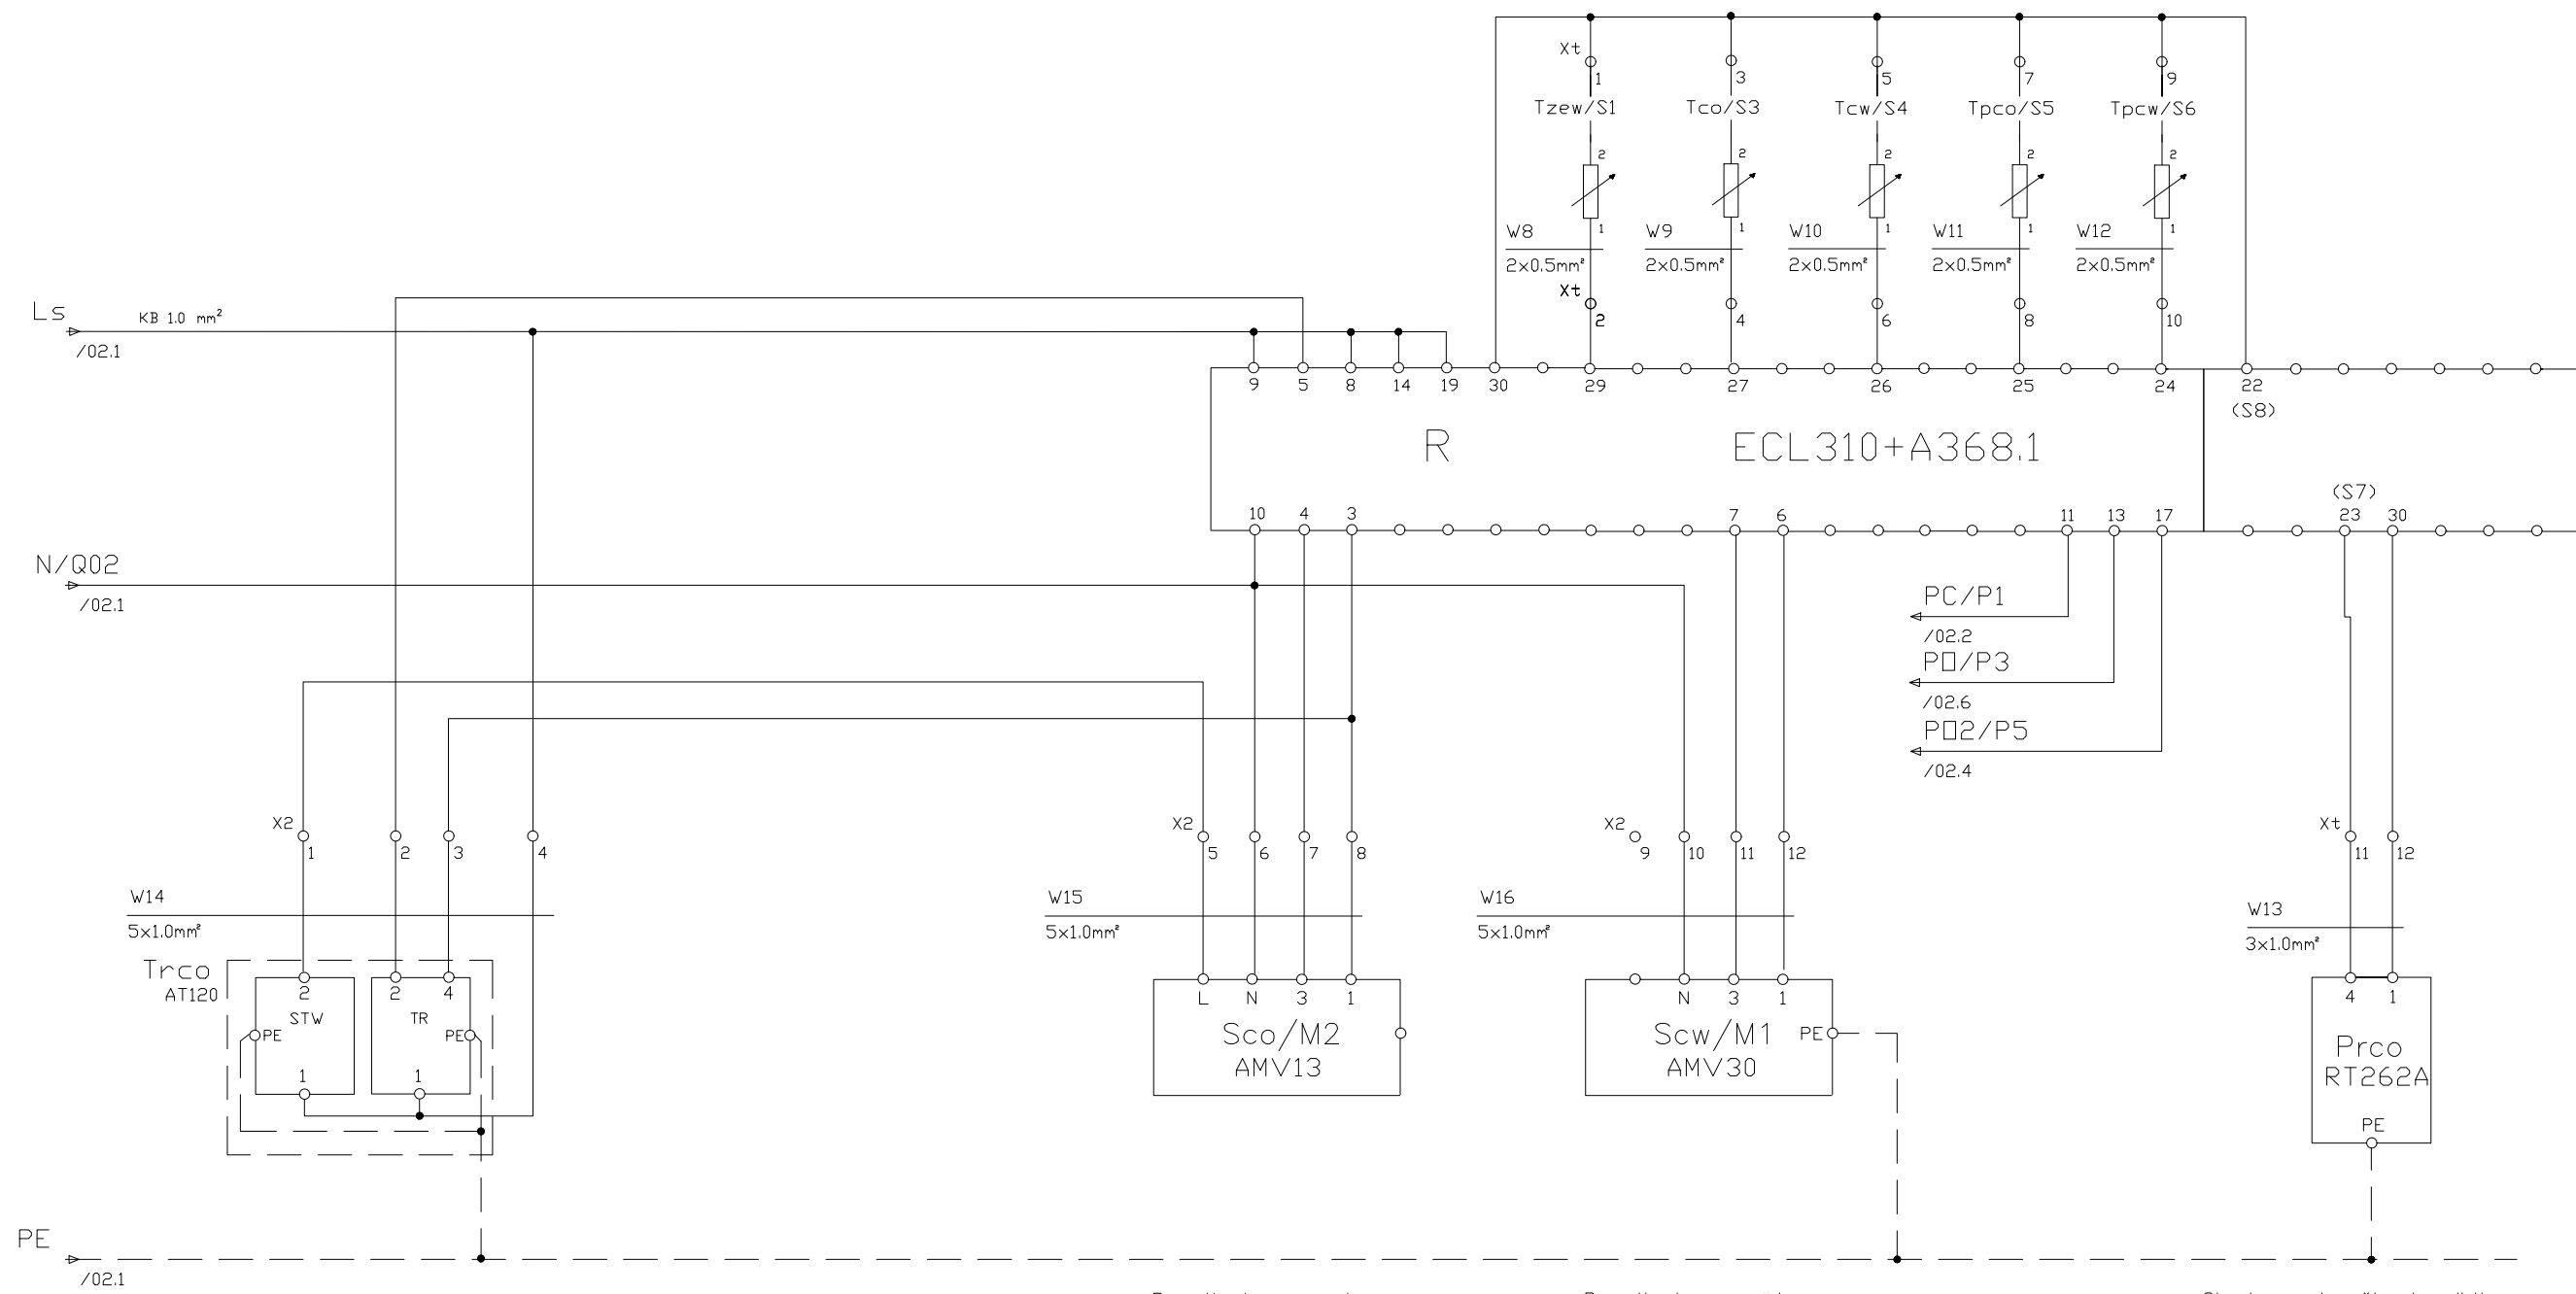 Xt
1 3 5 7 9
Tzew/S1 Tco/S3 Tcw/S4 Tpco/S5 Tpcw/S6
2 2 2 2 2
1 1 1 1 1
W8 W9 W10 W11 W12
2x0.5mm² 2x0.5mm² 2x0.5mm² 2x0.5mm² 2x0.5mm²
Xt
2 4 6 8 10
Ls KB 1.0 mm²
/02.1
9 5 8 14 19 30 29 27 26 25 24 22
(S8)
R ECL310+A368.1
(S7)
10 4 3 7 6 11 13 17 23 30
N/Q02
/02.1
PC/P1
/02.2
PO/P3
/02.6
PO2/P5
/02.4
X2 X2 X2 Xt
1 2 3 4 5 6 7 8 9 10 11 12 11 12
W14 W15 W16 W13
5x1.0mm² 5x1.0mm² 5x1.0mm² 3x1.0mm²
Trco
AT120
2 2 4 L N 3 1 N 3 1 4 1
STW TR
PE PE
Sco/M2 Scw/M1 PE Prco
AMV13 AMV30 RT262A
1 1
PE
PE
/02.1